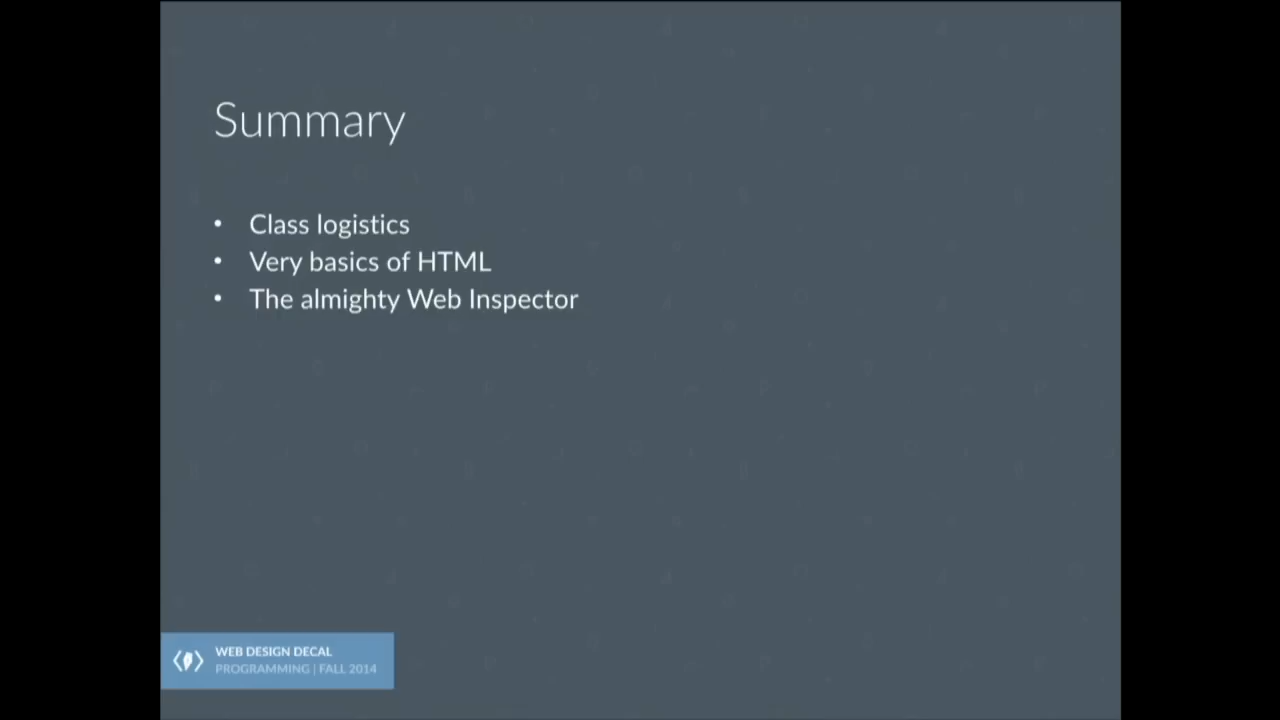 Summary
• Class logistics
• Very basics of HTML
• The almighty Web Inspector
WEB DESIGN DECAL
PROGRAMMING | FALL 2014